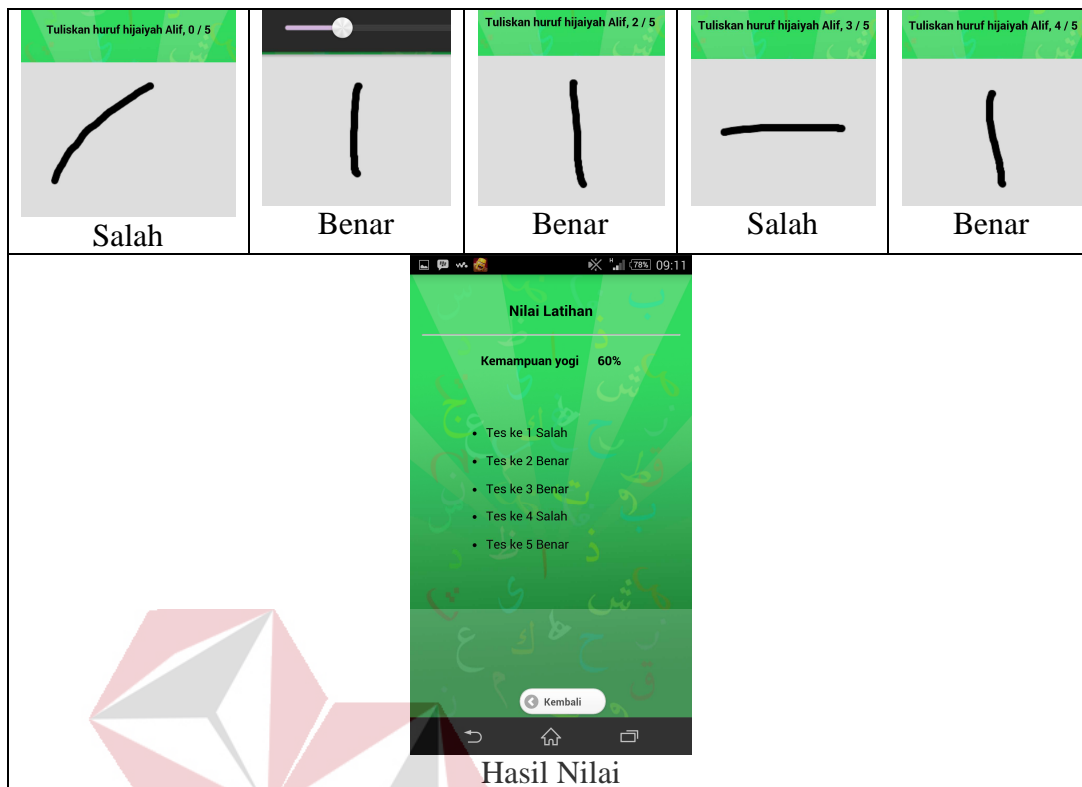 Tuliskan huruf hijaiyah Alif, 0 / 5
Salah
Benar
Tuliskan huruf hijaiyah Alif, 2 / 5
Benar
Tuliskan huruf hijaiyah Alif, 3 / 5
Salah
Tuliskan huruf hijaiyah Alif, 4 / 5
Benar
78% 09:11
Nilai Latihan
Kemampuan yogi 60%
• Tes ke 1 Salah
• Tes ke 2 Benar
• Tes ke 3 Benar
• Tes ke 4 Salah
• Tes ke 5 Benar
Kembali
Hasil Nilai